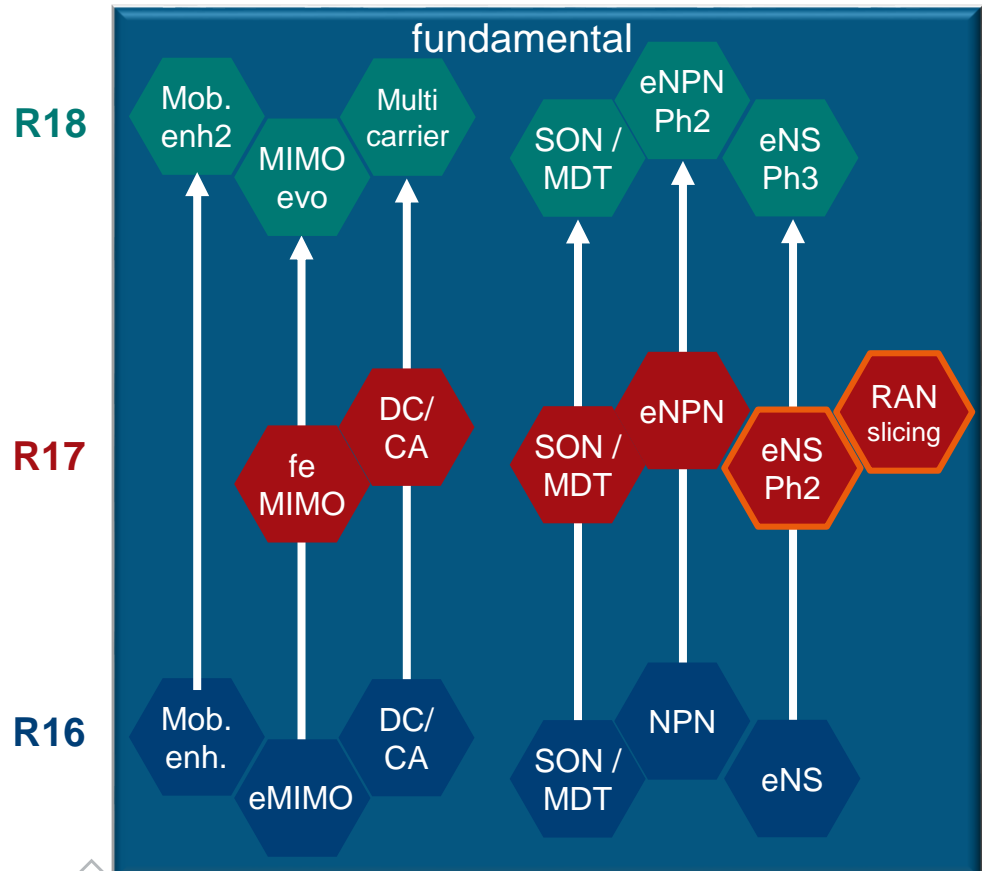 fundamental
R18
Mob.
enh2
MIMO
evo
Multi
carrier
SON /
MDT
eNPN
Ph2
eNS
Ph3
R17
fe
MIMO
DC/
CA
SON /
MDT
eNPN
eNS
Ph2
RAN
slicing
R16
Mob.
enh.
eMIMO
DC/
CA
SON /
MDT
NPN
eNS